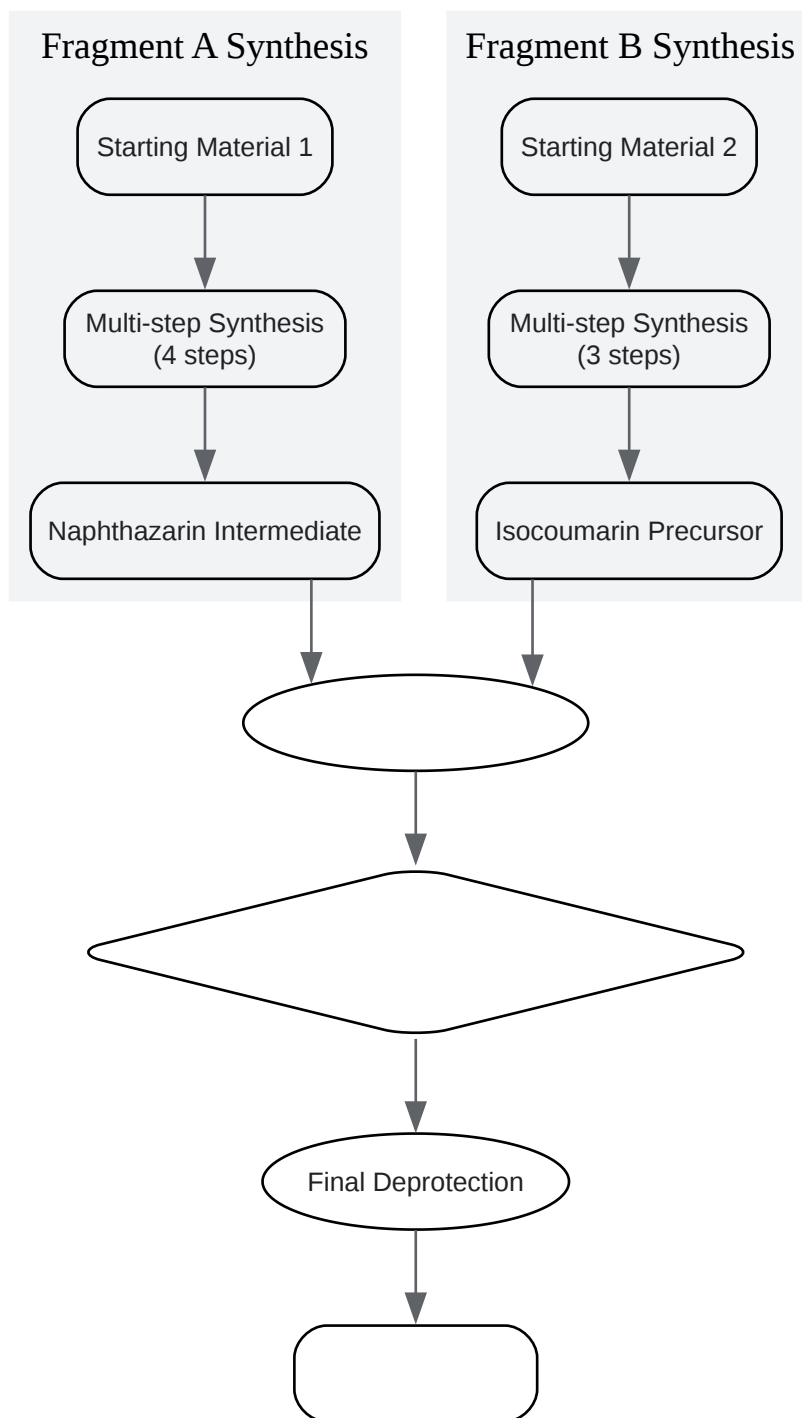 Fragment A Synthesis
Starting Material 1
Multi-step Synthesis
(4 steps)
Naphthazarin Intermediate
Fragment B Synthesis
Starting Material 2
Multi-step Synthesis
(3 steps)
Isocoumarin Precursor
Final Deprotection